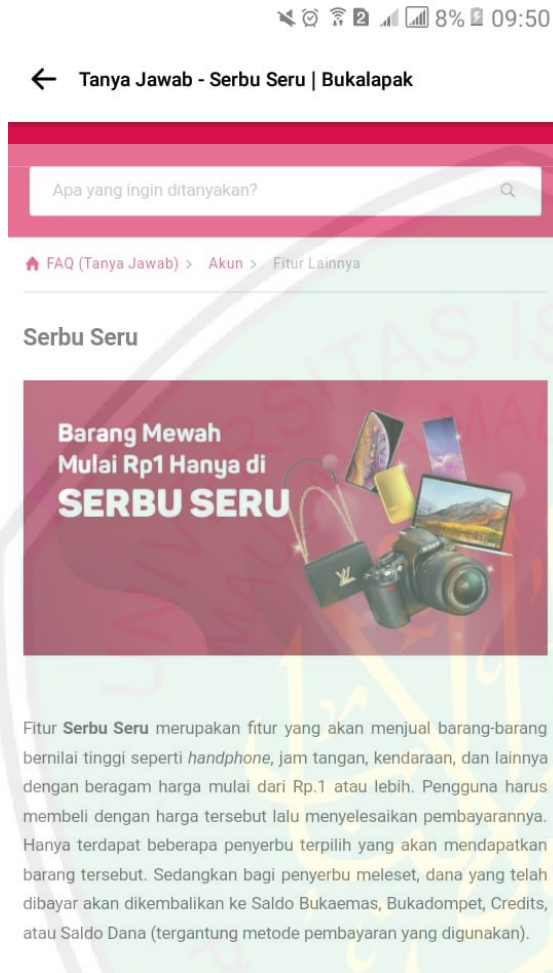 8% 09:50
Tanya Jawab - Serbu Seru | Bukalapak
Apa yang ingin ditanyakan?
FAQ (Tanya Jawab) > Akun > Fitur Lainnya
Serbu Seru
Barang Mewah
Mulai Rp1 Hanya di
SERBU SERU
Fitur Serbu Seru merupakan fitur yang akan menjual barang-barang
bernilai tinggi seperti handphone, jam tangan, kendaraan, dan lainnya
dengan beragam harga mulai dari Rp.1 atau lebih. Pengguna harus
membeli dengan harga tersebut lalu menyelesaikan pembayarannya.
Hanya terdapat beberapa penyerbu terpilih yang akan mendapatkan
barang tersebut. Sedangkan bagi penyerbu meleset, dana yang telah
dibayar akan dikembalikan ke Saldo Bukaemas, Bukadompet, Credits,
atau Saldo Dana (tergantung metode pembayaran yang digunakan).